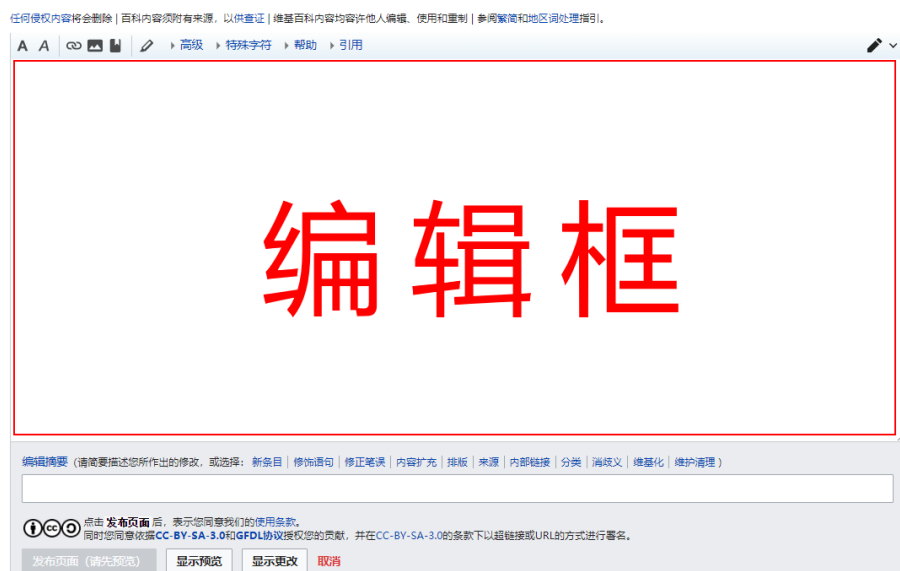 任何侵权内容将会删除 | 百科内容须附有来源，以供查证 | 维基百科内容均容许他人编辑、使用和重制 | 参阅繁简和地区词处理指引。
A A 高级 特殊字符 帮助 引用
编辑框
编辑摘要（请简要描述您所作出的修改，或选择： 新条目 | 修饰语句 | 修正笔误 | 内容扩充 | 排版 | 来源 | 内部链接 | 分类 | 消歧义 | 维基化 | 维护清理 ）
cc 点击 发布页面 后，表示您同意我们的使用条款。
同时您同意依据CC-BY-SA-3.0和GFDL协议授权您的贡献，并在CC-BY-SA-3.0的条款下以超链接或URL的方式进行署名。
发布页面（请先预览） 显示预览 显示更改 取消